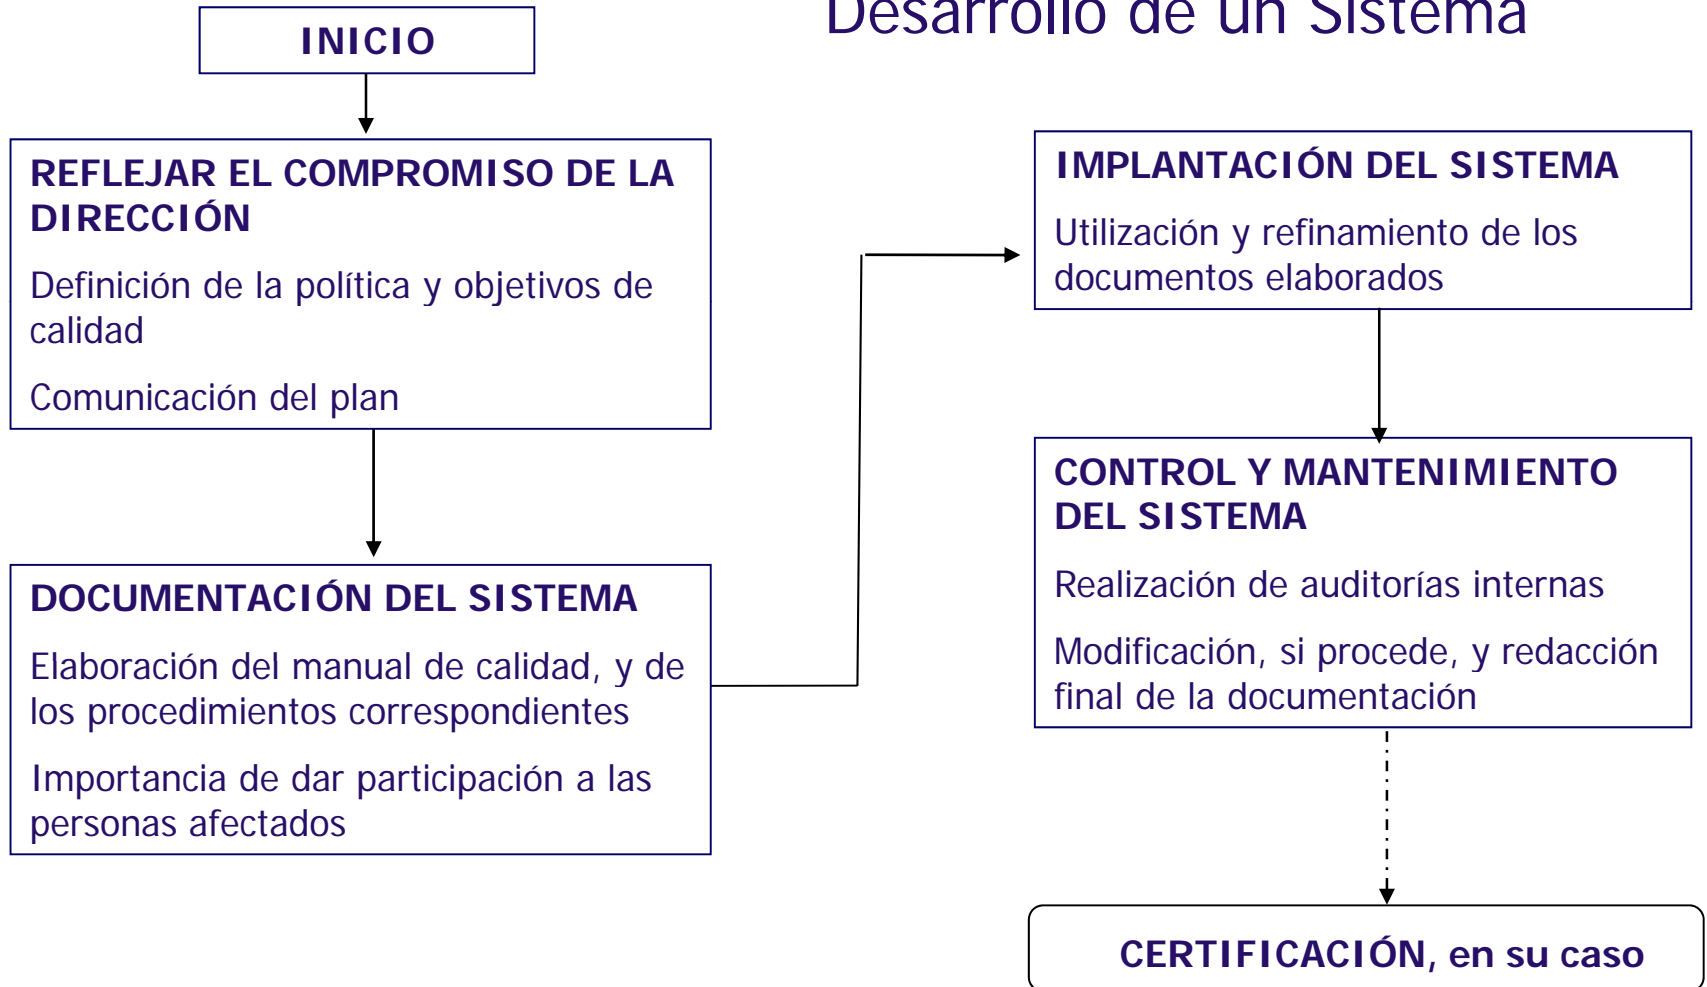 Desarrollo de un Sistema
INICIO
REFLEJAR EL COMPROMISO DE LA
DIRECCIÓN
Definición de la política y objetivos de
calidad
Comunicación del plan
DOCUMENTACIÓN DEL SISTEMA
Elaboración del manual de calidad, y de
los procedimientos correspondientes
Importancia de dar participación a las
personas afectados
IMPLANTACIÓN DEL SISTEMA
Utilización y refinamiento de los
documentos elaborados
CONTROL Y MANTENIMIENTO
DEL SISTEMA
Realización de auditorías internas
Modificación, si procede, y redacción
final de la documentación
CERTIFICACIÓN, en su caso